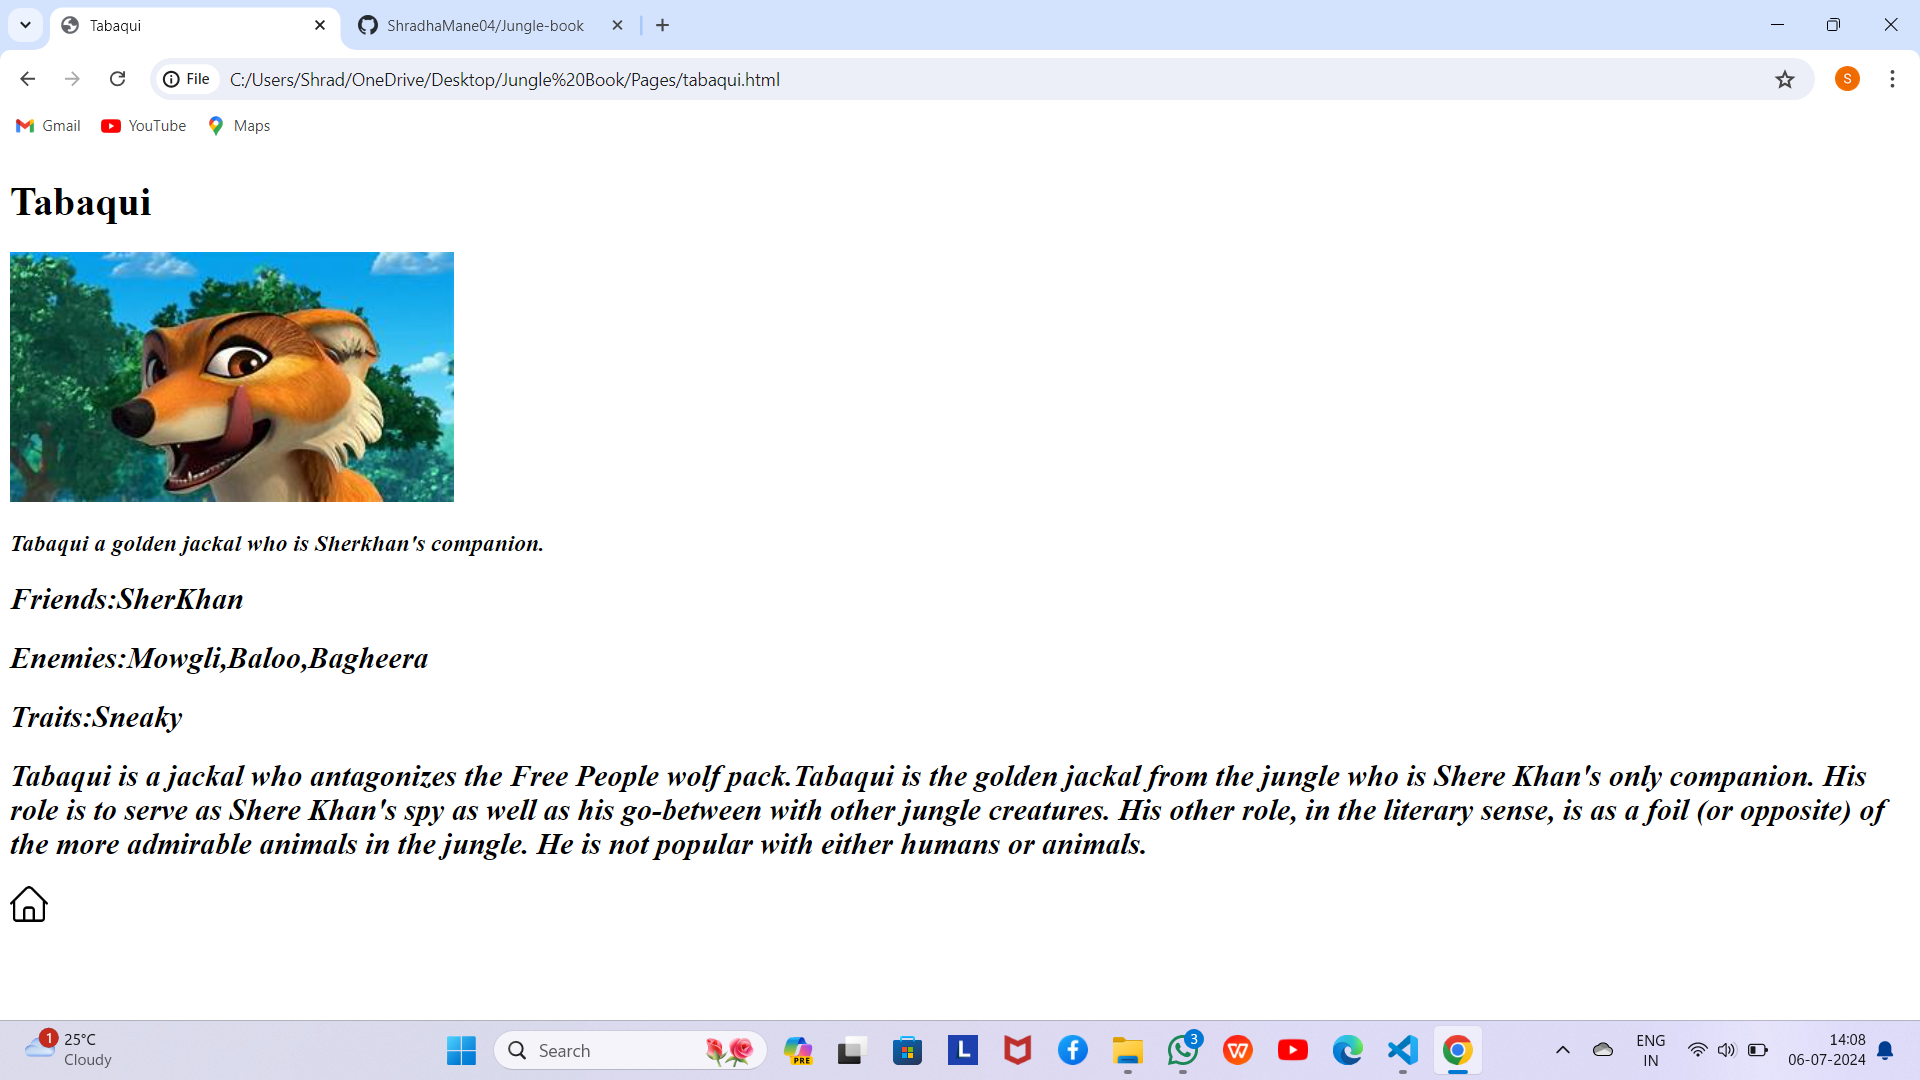 Tabaqui
ShradhaMane04/Jungle-book
File
C:/Users/Shrad/OneDrive/Desktop/Jungle%20Book/Pages/tabaqui.html
S
Gmail
YouTube
Maps
Tabaqui
Tabaqui a golden jackal who is Sherkhan's companion.
Friends:SherKhan
Enemies:Mowgli,Baloo,Bagheera
Traits:Sneaky
Tabaqui is a jackal who antagonizes the Free People wolf pack.Tabaqui is the golden jackal from the jungle who is Shere Khan's only companion. His
role is to serve as Shere Khan's spy as well as his go-between with other jungle creatures. His other role, in the literary sense, is as a foil (or opposite) of
the more admirable animals in the jungle. He is not popular with either humans or animals.
1
25°C
Cloudy
Search
PRE
L
3
W
ENG
IN
14:08
06-07-2024